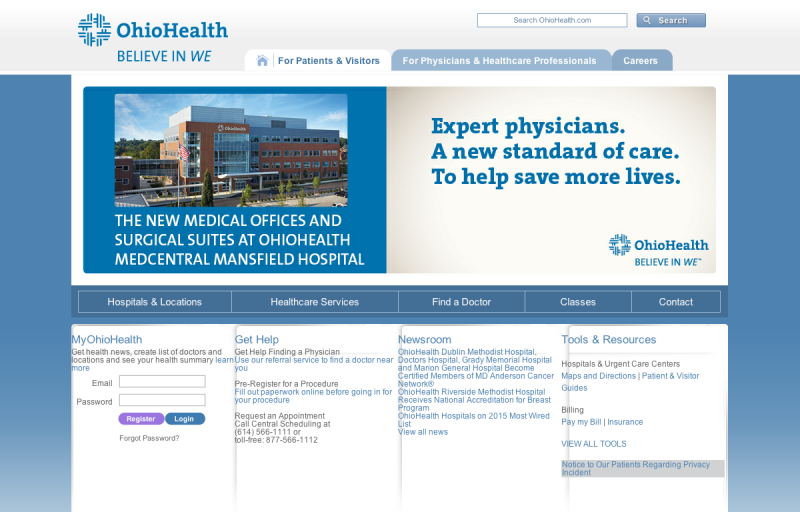 OhioHealth
BELIEVE IN WE
Search OhioHealth.com
Search
For Patients & Visitors
For Physicians & Healthcare Professionals
Careers
OhioHealth
THE NEW MEDICAL OFFICES AND
SURGICAL SUITES AT OHIOHEALTH
MEDCENTRAL MANSFIELD HOSPITAL
Expert physicians.
A new standard of care.
To help save more lives.
OhioHealth
BELIEVE IN WE™
Hospitals & Locations
Healthcare Services
Find a Doctor
Classes
Contact
MyOhioHealth
Get health news, create list of doctors and
locations and see your health summary learn
more
Email
Password
Register
Login
Forgot Password?
Get Help
Get Help Finding a Physician
Use our referral service to find a doctor near
you
Pre-Register for a Procedure
Fill out paperwork online before going in for
your procedure
Request an Appointment
Call Central Scheduling at
(614) 566-1111 or
toll-free: 877-566-1112
Newsroom
OhioHealth Dublin Methodist Hospital,
Doctors Hospital, Grady Memorial Hospital
and Marion General Hospital Become
Certified Members of MD Anderson Cancer
Network®
OhioHealth Riverside Methodist Hospital
Receives National Accreditation for Breast
Program
OhioHealth Hospitals on 2015 Most Wired
List
View all news
Tools & Resources
Hospitals & Urgent Care Centers
Maps and Directions | Patient & Visitor
Guides
Billing
Pay my Bill | Insurance
VIEW ALL TOOLS
Notice to Our Patients Regarding Privacy
Incident